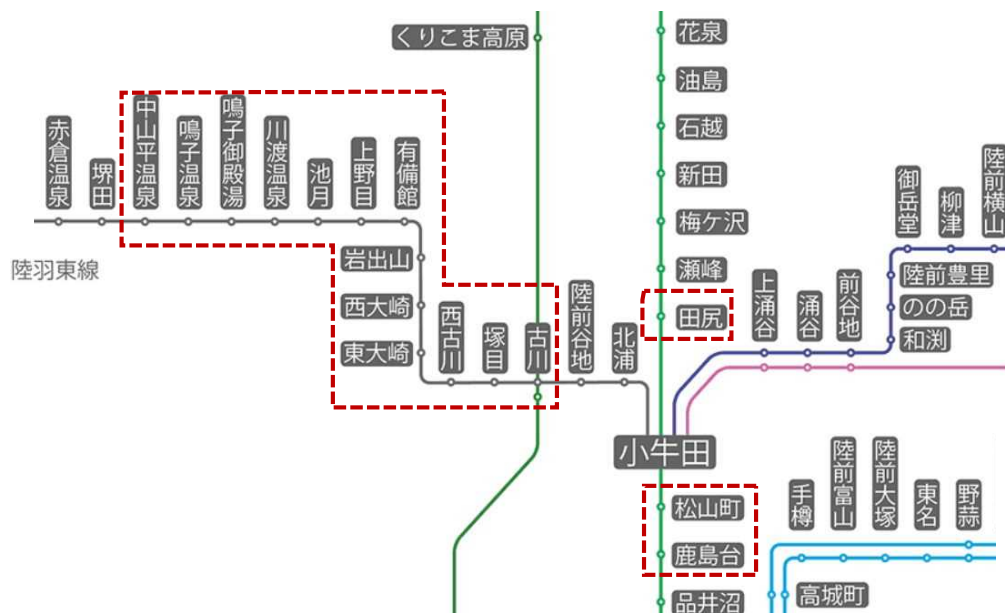 くりこま高原
花泉
油島
石越
新田
梅ケ沢
瀬峰
田尻
赤倉温泉
堺田
中山平温泉
鳴子温泉
鳴子御殿湯
川渡温泉
池月
上野目
有備館
陸羽東線
岩出山
西大崎
東大崎
西古川
塚目
古川
陸前谷地
北浦
小牛田
上涌谷
涌谷
前谷地
御岳堂
柳津
陸前横山
陸前豊里
のの岳
和渕
松山町
鹿島台
品井沼
手樽
陸前富山
陸前大塚
東名
野蒜
高城町